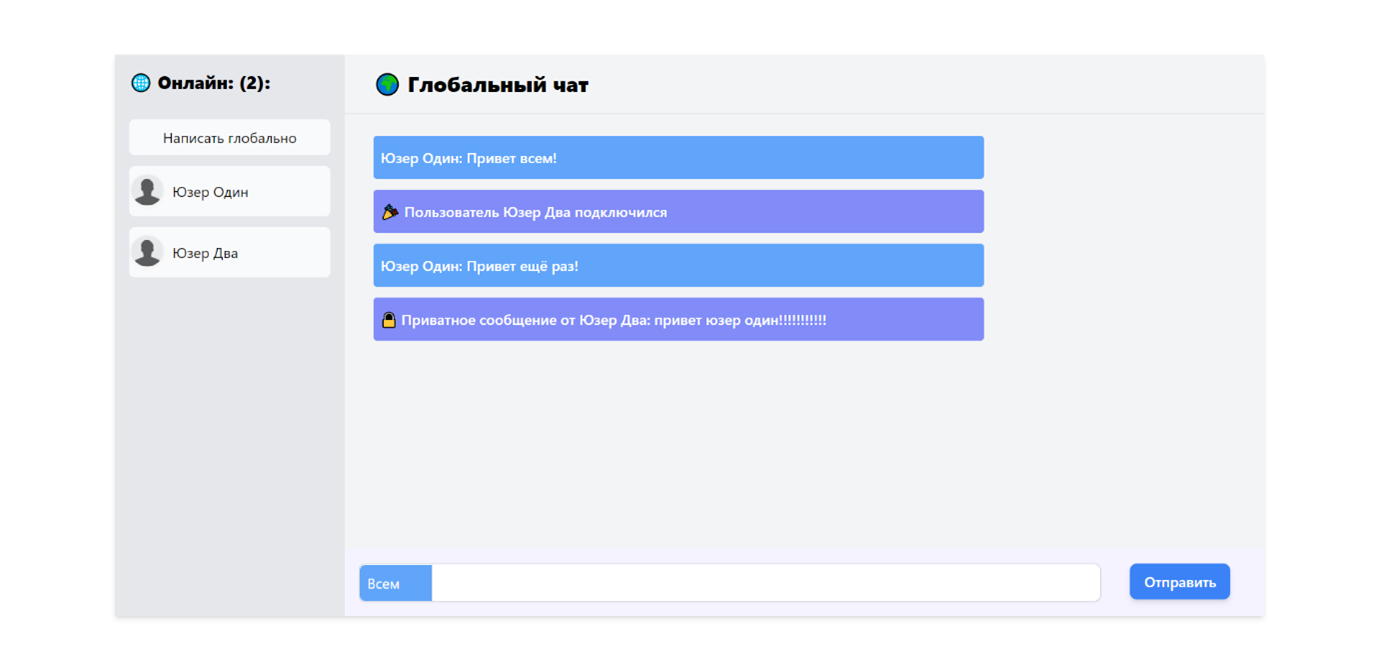 Онлайн: (2):
Написать глобально
Юзер Один
Юзер Два
Глобальный чат
Юзер Один: Привет всем!
Пользователь Юзер Два подключился
Юзер Один: Привет ещё раз!
Приватное сообщение от Юзер Два: привет юзер один!!!!!!!!!!!
Всем
Отправить